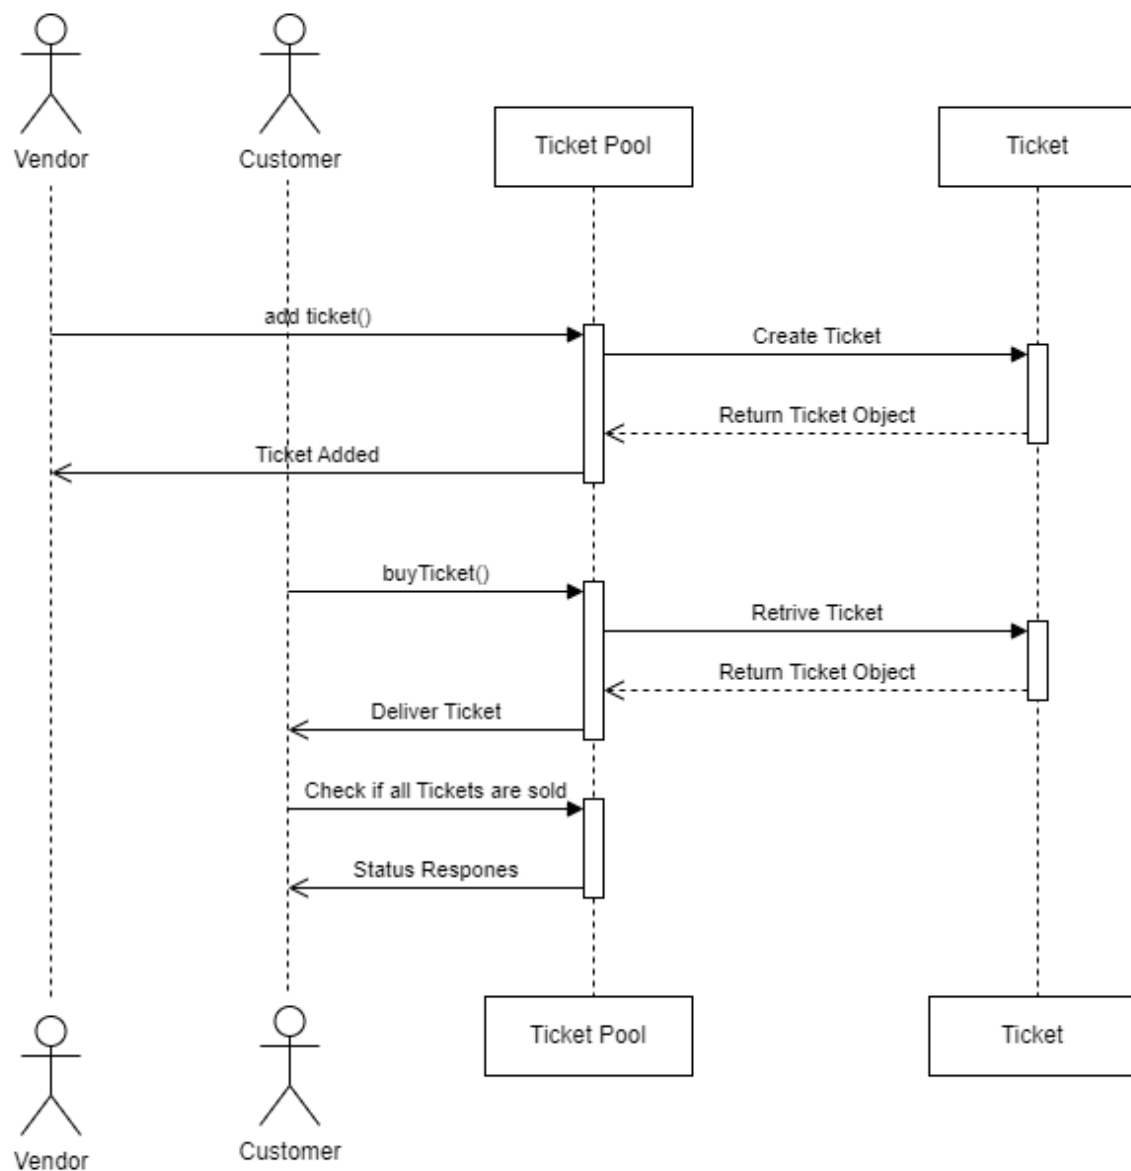 Vendor
Customer
Ticket Pool
Ticket
add ticket()
Create Ticket
Return Ticket Object
Ticket Added
buyTicket()
Retrive Ticket
Return Ticket Object
Deliver Ticket
Check if all Tickets are sold
Status Respones
Ticket Pool
Ticket
Vendor
Customer